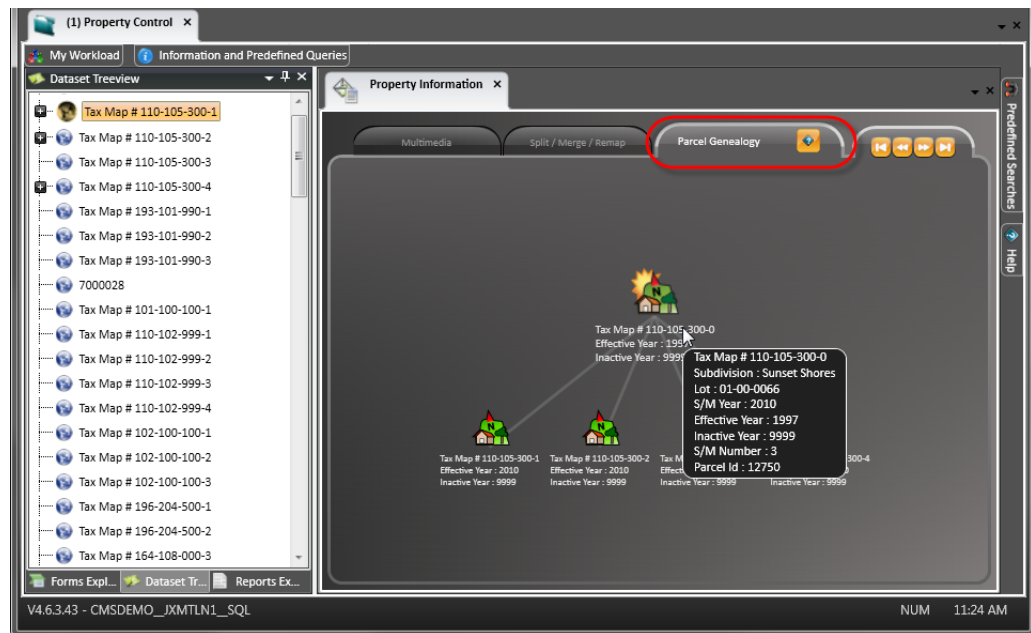 (1) Property Control
My Workload
Information and Predefined Queries
Dataset Treeview
Tax Map # 110-105-300-1
Tax Map # 110-105-300-2
Tax Map # 110-105-300-3
Tax Map # 110-105-300-4
Tax Map # 193-101-990-1
Tax Map # 193-101-990-2
Tax Map # 193-101-990-3
7000028
Tax Map # 101-100-100-1
Tax Map # 110-102-999-1
Tax Map # 110-102-999-2
Tax Map # 110-102-999-3
Tax Map # 110-102-999-4
Tax Map # 102-100-100-1
Tax Map # 102-100-100-2
Tax Map # 102-100-100-3
Tax Map # 196-204-500-1
Tax Map # 196-204-500-2
Tax Map # 164-108-000-3
Forms Expl...
Dataset Tr...
Reports Ex...
Property Information
Multimedia
Split / Merge / Remap
Parcel Genealogy
Tax Map # 110-105-300-0
Effective Year : 1997
Inactive Year : 9999
Tax Map # 110-105-300-0
Subdivision : Sunset Shores
Lot : 01-00-0066
S/M Year : 2010
Effective Year : 1997
Inactive Year : 9999
S/M Number : 3
Parcel Id : 12750
Tax Map # 110-105-300-1
Effective Year : 2010
Inactive Year : 9999
Tax Map # 110-105-300-2
Effective Year : 2010
Inactive Year : 9999
Inactive Year : 9999
300-4
Inactive Year : 9999
Predefined Searches
Help
V4.6.3.43 - CMSDEMO__JXMTLN1__SQL
NUM
11:24 AM